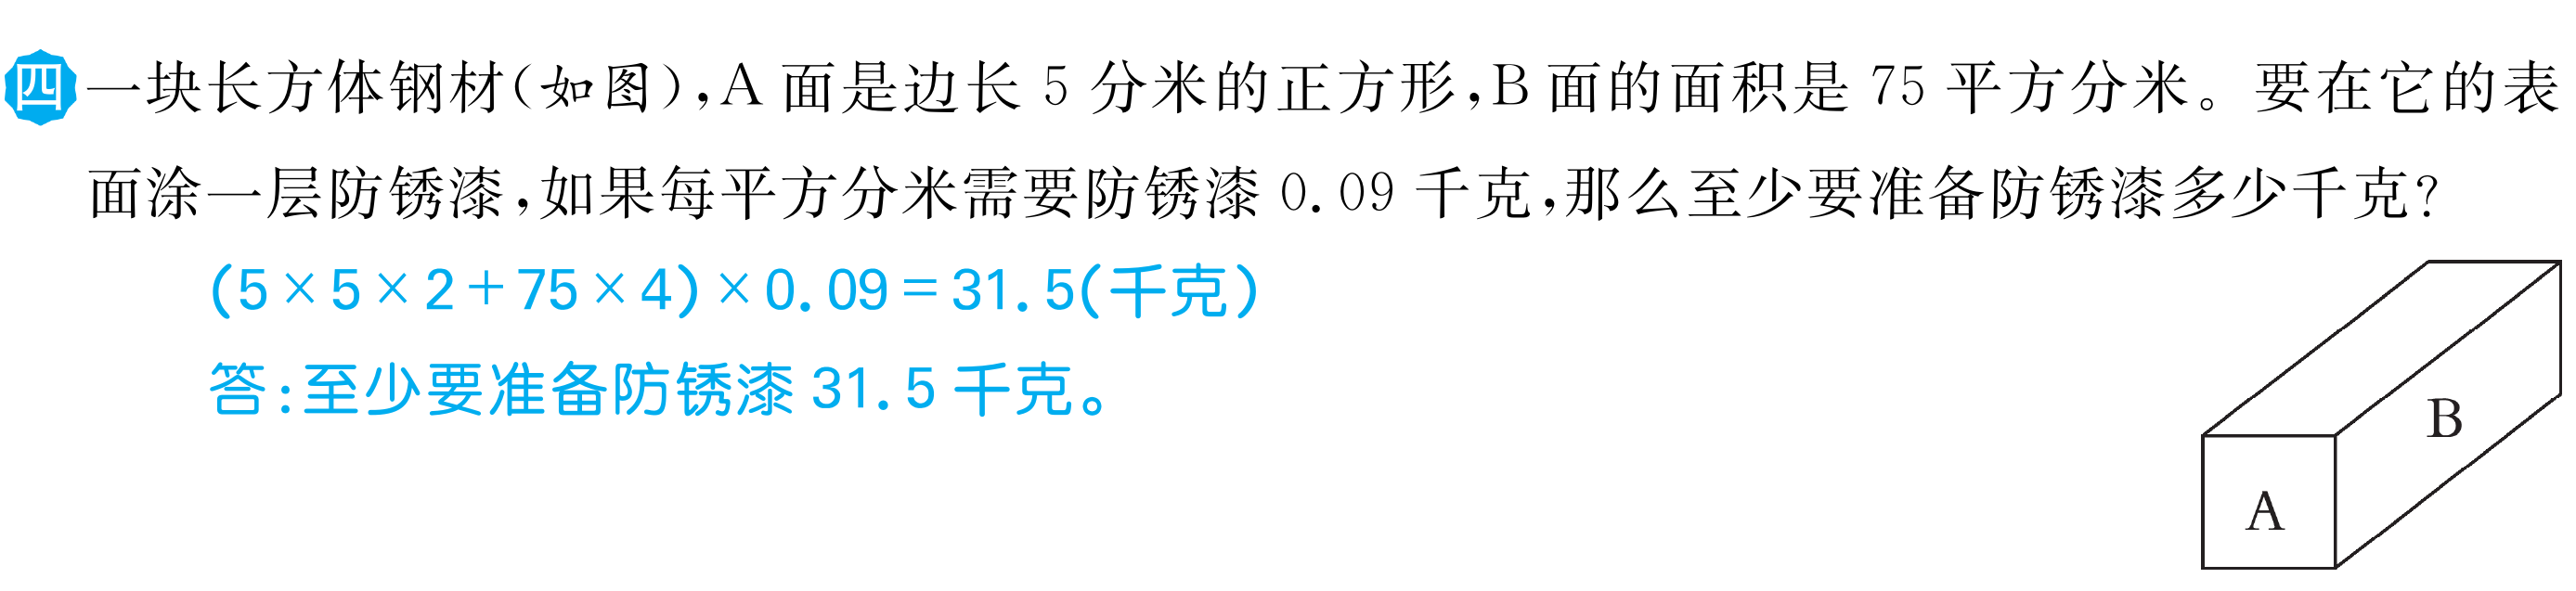 四 一块长方体钢材(如图),A 面是边长 5 分米的正方形,B 面的面积是 75 平方分米。要在它的表
面涂一层防锈漆,如果每平方分米需要防锈漆 0.09 千克,那么至少要准备防锈漆多少千克?
(5×5×2+75×4)×0.09=31.5(千克)
答:至少要准备防锈漆 31.5 千克。
B
A